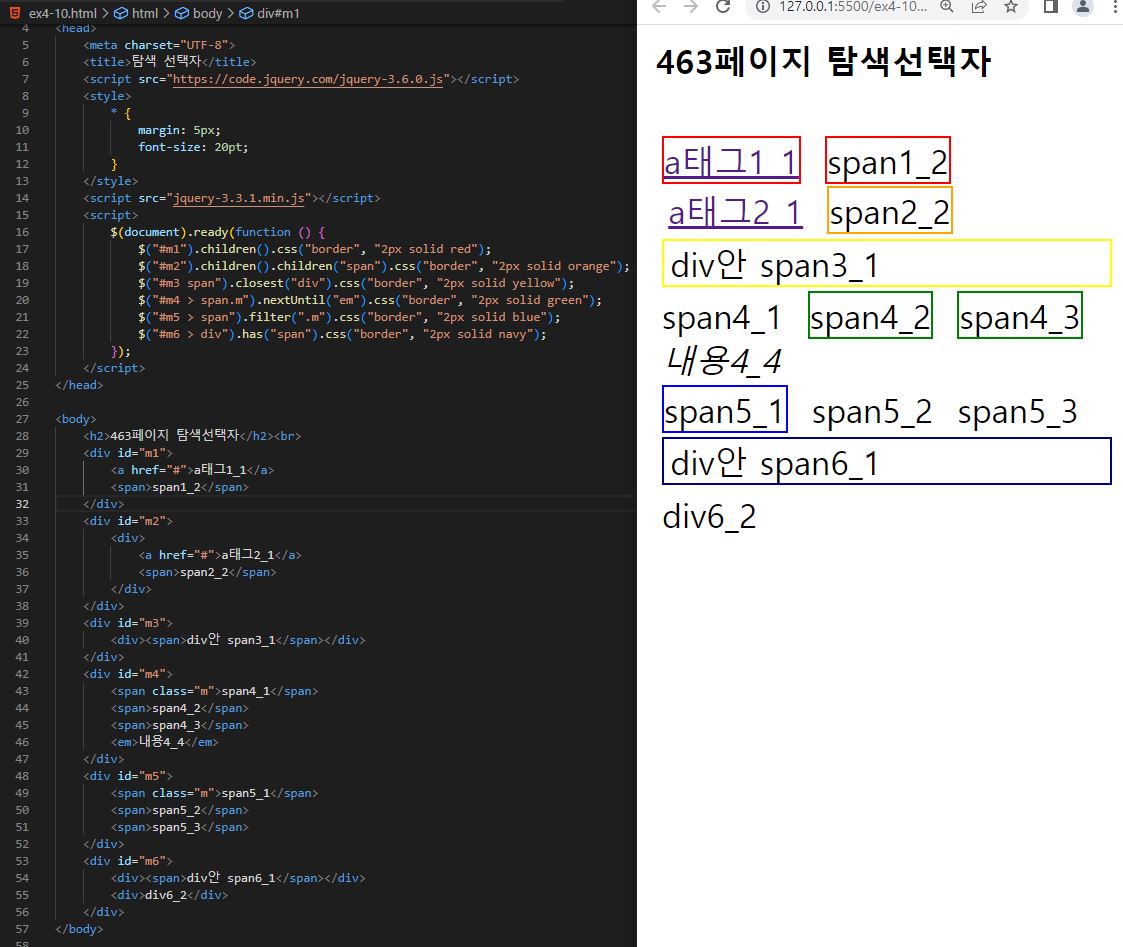 ex4-10.html > html > body > div#m1
4 <head>
5 <meta charset="UTF-8">
6 <title>탐색 선택자</title>
7 <script src="https://code.jquery.com/jquery-3.6.0.js"></script>
8 <style>
9 * {
10 margin: 5px;
11 font-size: 20pt;
12 }
13 </style>
14 <script src="jquery-3.3.1.min.js"></script>
15 <script>
16 $(document).ready(function () {
17 $("#m1").children().css("border", "2px solid red");
18 $("#m2").children().children("span").css("border", "2px solid orange");
19 $("#m3 span").closest("div").css("border", "2px solid yellow");
20 $("#m4 > span.m").nextUntil("em").css("border", "2px solid green");
21 $("#m5 > span").filter(".m").css("border", "2px solid blue");
22 $("#m6 > div").has("span").css("border", "2px solid navy");
23 });
24 </script>
25 </head>
26
27 <body>
28 <h2>463페이지 탐색선택자</h2><br>
29 <div id="m1">
30 <a href="#">a태그1_1</a>
31 <span>span1_2</span>
32 </div>
33 <div id="m2">
34 <div>
35 <a href="#">a태그2_1</a>
36 <span>span2_2</span>
37 </div>
38 </div>
39 <div id="m3">
40 <div><span>div안 span3_1</span></div>
41 </div>
42 <div id="m4">
43 <span class="m">span4_1</span>
44 <span>span4_2</span>
45 <span>span4_3</span>
46 <em>내용4_4</em>
47 </div>
48 <div id="m5">
49 <span class="m">span5_1</span>
50 <span>span5_2</span>
51 <span>span5_3</span>
52 </div>
53 <div id="m6">
54 <div><span>div안 span6_1</span></div>
55 <div>div6_2</div>
56 </div>
57 </body>
58
127.0.0.1:5500/ex4-10...
463페이지 탐색선택자
a태그1_1 span1_2
a태그2_1 span2_2
div안 span3_1
span4_1 span4_2 span4_3
내용4_4
span5_1 span5_2 span5_3
div안 span6_1
div6_2